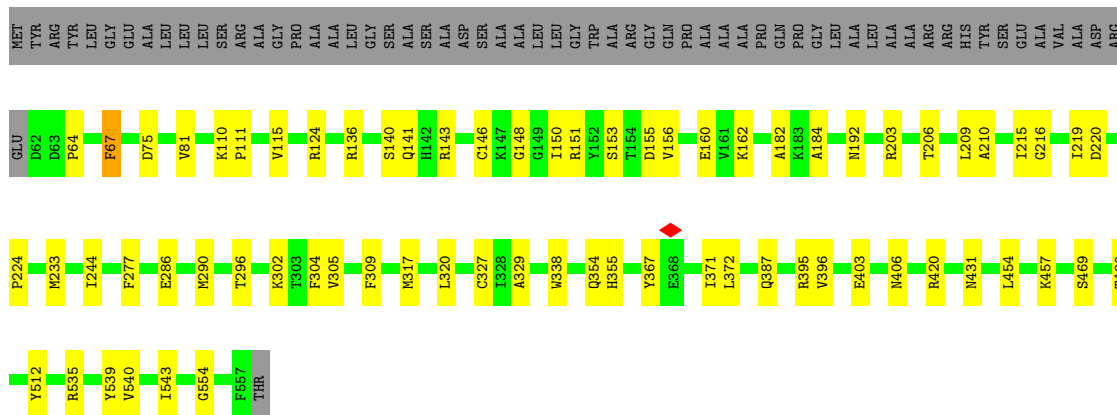 MET TYR ARG TYR LEU GLY GLU ALA LEU LEU LEU SER ARG ALA GLY PRO ALA ALA LEU GLY SER ALA SER ALA ASP SER ALA ALA LEU LEU GLY TRP ALA ARG GLY GLN PRO ALA ALA ALA PRO GLN PRO GLY LEU ALA LEU ALA ALA ARG ARG HIS TYR SER GLU ALA VAL ALA ASP ARG
GLU D62 D63 P64 F67 D75 V81 K110 P111 V115 R124 R136 S140 Q141 H142 R143 C146 K147 G148 G149 I150 R151 Y152 S153 T154 D155 V156 E160 V161 K162 A182 K183 A184 N192 R203 T206 L209 A210 I215 G216 I219 D220
P224 M233 I244 F277 E286 M290 T296 K302 T303 F304 V305 F309 M317 L320 C327 I328 A329 W338 Q354 H355 Y367 E368 I371 L372 Q387 R395 V396 E403 N406 R420 N431 L454 K457 S469
Y512 R535 Y539 V540 I543 G554 F557 THR